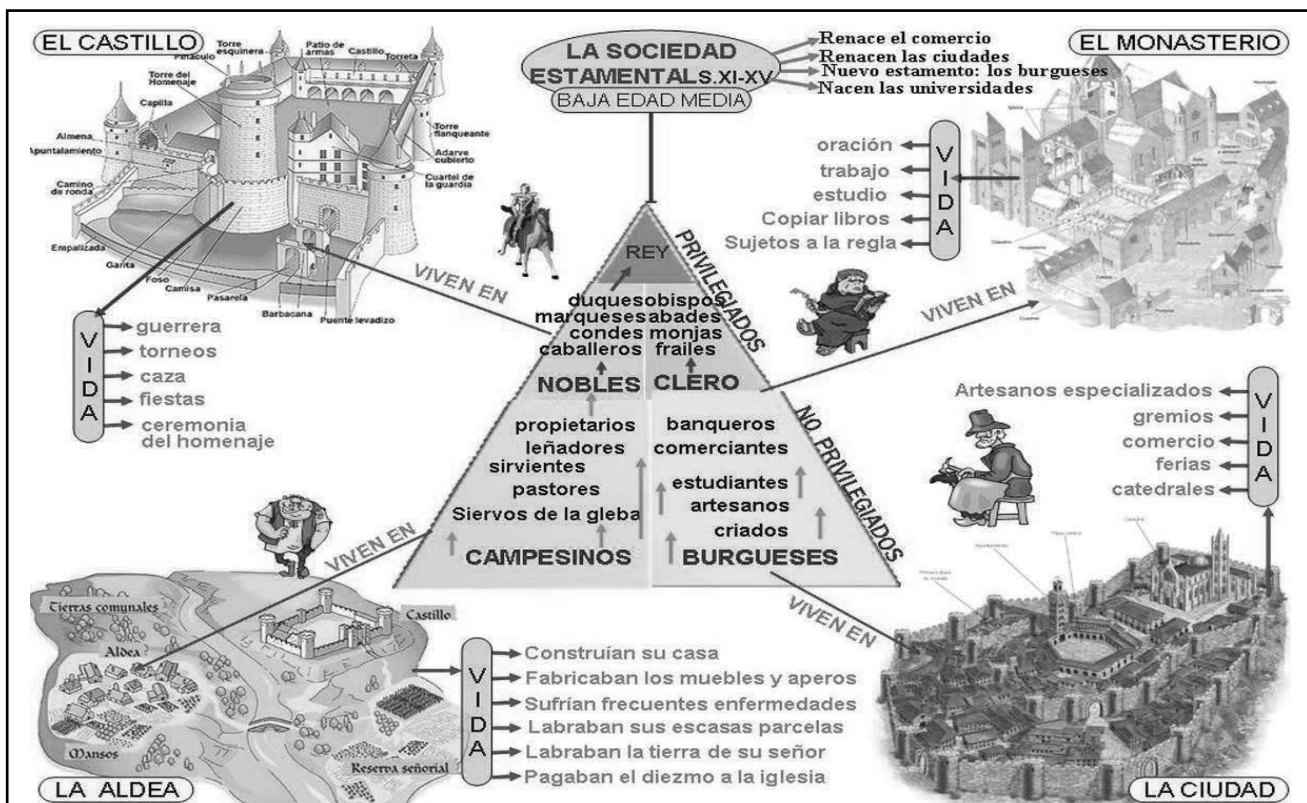 EL CASTILLO
Torre esquinera
Patio de armas
Castillo
Torreta
Pináculo
Torre del Homenaje
Capilla
Almena
Apuntalamiento
Camino de ronda
Torre flanqueante
Adarve cubierto
Cuartel de la guardia
Empalizada
Garita
Foso
Camisa
Pasarela
Barbacana
Puente levadizo
VIDA
guerrera
torneos
caza
fiestas
ceremonia
del homenaje
LA SOCIEDAD
ESTAMENTAL S.XI-XV
BAJA EDAD MEDIA
Renace el comercio
Renacen las ciudades
Nuevo estamento: los burgueses
Nacen las universidades
EL MONASTERIO
VIDA
oración
trabajo
estudio
Copiar libros
Sujetos a la regla
VIVEN EN
VIVEN EN
PRIVILEGIADOS
REY
duques obispos
marqueses abades
condes monjas
caballeros frailes
NOBLES CLERO
NO PRIVILEGIADOS
propietarios
leñadores
sirvientes
pastores
Siervos de la gleba
CAMPESINOS
banqueros
comerciantes
estudiantes
artesanos
criados
BURGUESES
VIVEN EN
VIVEN EN
Artesanos especializados
gremios
comercio
ferias
catedrales
VIDA
Tierras comunales
Castillo
Aldea
Mansos
Reserva señorial
LA ALDEA
VIDA
Construían su casa
Fabricaban los muebles y aperos
Sufrían frecuentes enfermedades
Labraban sus escasas parcelas
Labraban la tierra de su señor
Pagaban el diezmo a la iglesia
LA CIUDAD